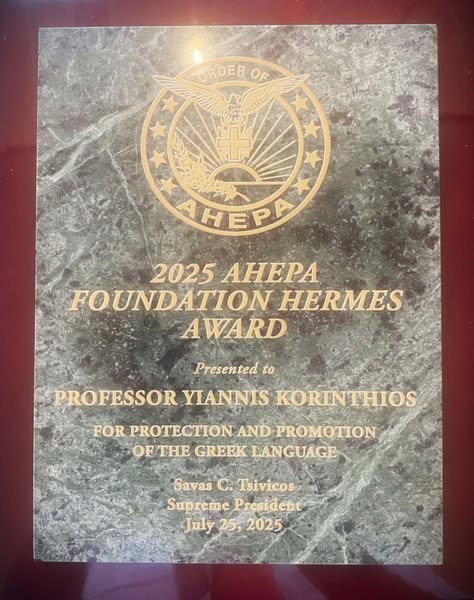 ORDER OF
AHEPA
2025 AHEPA
FOUNDATION HERMES
AWARD
Presented to
PROFESSOR YIANNIS KORINTHIOS
FOR PROTECTION AND PROMOTION
OF THE GREEK LANGUAGE
Savas C. Tsivicos
Supreme President
July 25, 2025